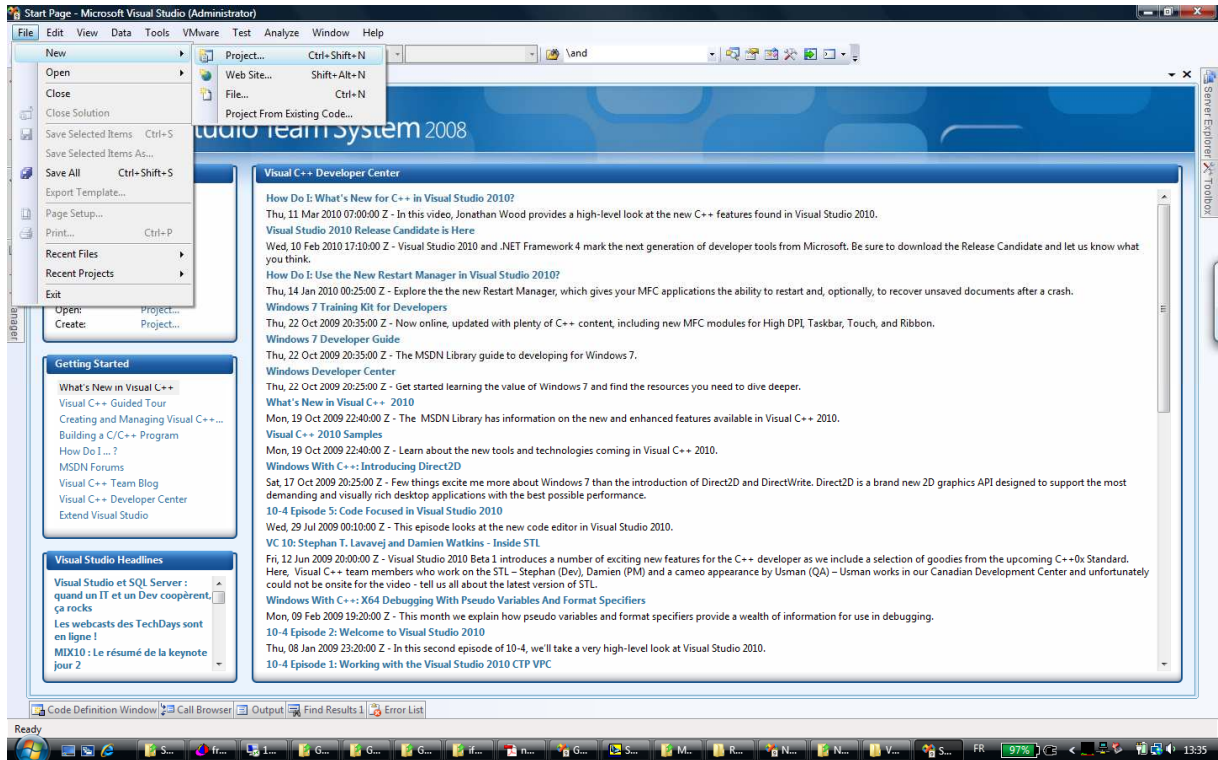 Start Page - Microsoft Visual Studio (Administrator)
File Edit View Data Tools VMware Test Analyze Window Help
\and
New
Open
Close
Close Solution
Save Selected Items Ctrl+S
Save Selected Items As...
Save All Ctrl+Shift+S
Export Template...
Page Setup...
Print... Ctrl+P
Recent Files
Recent Projects
Exit
Project... Ctrl+Shift+N
Web Site... Shift+Alt+N
File... Ctrl+N
Project From Existing Code...
Team System 2008
Open: Project...
Create: Project...
Getting Started
What's New in Visual C++
Visual C++ Guided Tour
Creating and Managing Visual C++...
Building a C/C++ Program
How Do I ... ?
MSDN Forums
Visual C++ Team Blog
Visual C++ Developer Center
Extend Visual Studio
Visual Studio Headlines
Visual Studio et SQL Server :
quand un IT et un Dev coopèrent,
ça rocks
Les webcasts des TechDays sont
en ligne !
MIX10 : Le résumé de la keynote
jour 2
Visual C++ Developer Center
How Do I: What's New for C++ in Visual Studio 2010?
Thu, 11 Mar 2010 07:00:00 Z - In this video, Jonathan Wood provides a high-level look at the new C++ features found in Visual Studio 2010.
Visual Studio 2010 Release Candidate is Here
Wed, 10 Feb 2010 17:10:00 Z - Visual Studio 2010 and .NET Framework 4 mark the next generation of developer tools from Microsoft. Be sure to download the Release Candidate and let us know what
you think.
How Do I: Use the New Restart Manager in Visual Studio 2010?
Thu, 14 Jan 2010 00:25:00 Z - Explore the the new Restart Manager, which gives your MFC applications the ability to restart and, optionally, to recover unsaved documents after a crash.
Windows 7 Training Kit for Developers
Thu, 22 Oct 2009 20:35:00 Z - Now online, updated with plenty of C++ content, including new MFC modules for High DPI, Taskbar, Touch, and Ribbon.
Windows 7 Developer Guide
Thu, 22 Oct 2009 20:35:00 Z - The MSDN Library guide to developing for Windows 7.
Windows Developer Center
Thu, 22 Oct 2009 20:25:00 Z - Get started learning the value of Windows 7 and find the resources you need to dive deeper.
What's New in Visual C++ 2010
Mon, 19 Oct 2009 22:40:00 Z - The MSDN Library has information on the new and enhanced features available in Visual C++ 2010.
Visual C++ 2010 Samples
Mon, 19 Oct 2009 22:40:00 Z - Learn about the new tools and technologies coming in Visual C++ 2010.
Windows With C++: Introducing Direct2D
Sat, 17 Oct 2009 20:25:00 Z - Few things excite me more about Windows 7 than the introduction of Direct2D and DirectWrite. Direct2D is a brand new 2D graphics API designed to support the most
demanding and visually rich desktop applications with the best possible performance.
10-4 Episode 5: Code Focused in Visual Studio 2010
Wed, 29 Jul 2009 00:10:00 Z - This episode looks at the new code editor in Visual Studio 2010.
VC 10: Stephan T. Lavavej and Damien Watkins - Inside STL
Fri, 12 Jun 2009 20:00:00 Z - Visual Studio 2010 Beta 1 introduces a number of exciting new features for the C++ developer as we include a selection of goodies from the upcoming C++0x Standard.
Here, Visual C++ team members who work on the STL – Stephan (Dev), Damien (PM) and a cameo appearance by Usman (QA) – Usman works in our Canadian Development Center and unfortunately
could not be onsite for the video - tell us all about the latest version of STL.
Windows With C++: X64 Debugging With Pseudo Variables And Format Specifiers
Mon, 09 Feb 2009 19:20:00 Z - This month we explain how pseudo variables and format specifiers provide a wealth of information for use in debugging.
10-4 Episode 2: Welcome to Visual Studio 2010
Thu, 08 Jan 2009 23:20:00 Z - In this second episode of 10-4, we'll take a very high-level look at Visual Studio 2010.
10-4 Episode 1: Working with the Visual Studio 2010 CTP VPC
Server Explorer
Toolbox
Code Definition Window Call Browser Output Find Results 1 Error List
Ready
S... fr... 1... G... G... G... if... n... G... S... M.. R... N... N... V... S... FR 97% 13:35